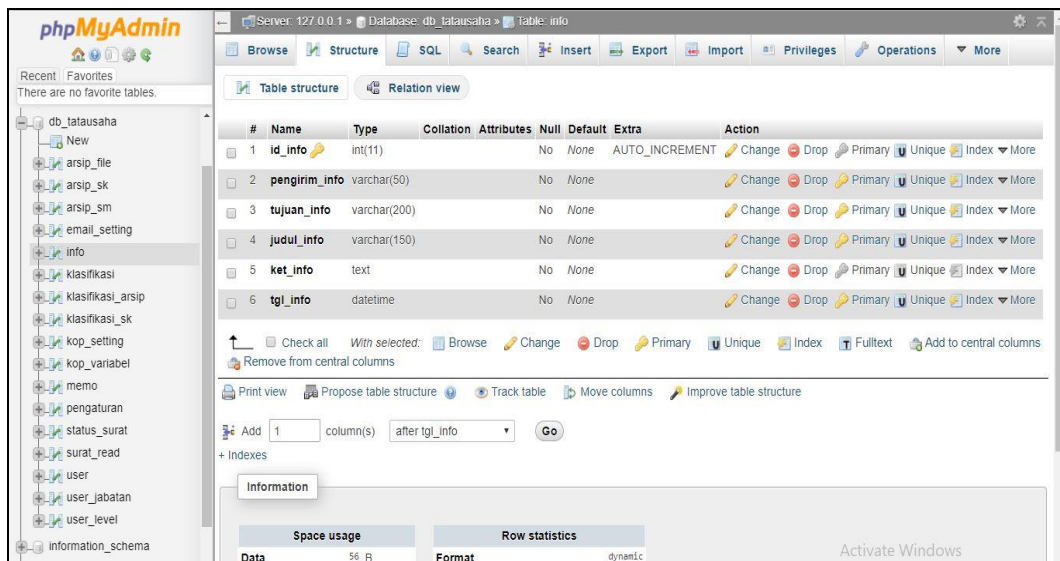 phpMyAdmin
Recent Favorites
There are no favorite tables.
db_tatausaha
New
arsip_file
arsip_sk
arsip_sm
email_setting
info
klasifikasi
klasifikasi_arsip
klasifikasi_sk
kop_setting
kop_variabel
memo
pengaturan
status_surat
surat_read
user
user_jabatan
user_level
information_schema
Server: 127.0.0.1 » Database: db_tatausaha » Table: info
Browse Structure SQL Search Insert Export Import Privileges Operations More
Table structure Relation view
# Name Type Collation Attributes Null Default Extra Action
1 id_info int(11) No None AUTO_INCREMENT Change Drop Primary Unique Index More
2 pengirim_info varchar(50) No None Change Drop Primary Unique Index More
3 tujuan_info varchar(200) No None Change Drop Primary Unique Index More
4 judul_info varchar(150) No None Change Drop Primary Unique Index More
5 ket_info text No None Change Drop Primary Unique Index More
6 tgl_info datetime No None Change Drop Primary Unique Index More
Check all With selected: Browse Change Drop Primary Unique Index Fulltext Add to central columns
Remove from central columns
Print view Propose table structure Track table Move columns Improve table structure
Add 1 column(s) after tgl_info Go
+ Indexes
Information
Space usage Row statistics
Data 56 B Format dynamic
Activate Windows